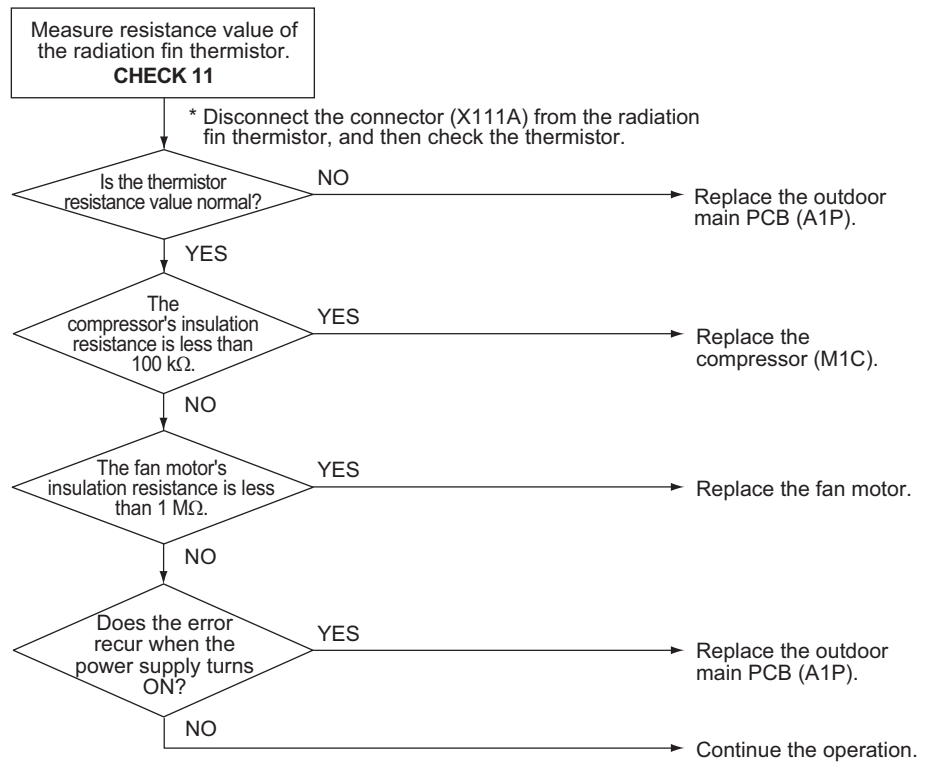 Measure resistance value of
the radiation fin thermistor.
CHECK 11
* Disconnect the connector (X111A) from the radiation
fin thermistor, and then check the thermistor.
Is the thermistor
resistance value normal?
NO
Replace the outdoor
main PCB (A1P).
YES
The
compressor's insulation
resistance is less than
100 kΩ.
YES
Replace the
compressor (M1C).
NO
The fan motor's
insulation resistance is less
than 1 MΩ.
YES
Replace the fan motor.
NO
Does the error
recur when the
power supply turns
ON?
YES
Replace the outdoor
main PCB (A1P).
NO
Continue the operation.